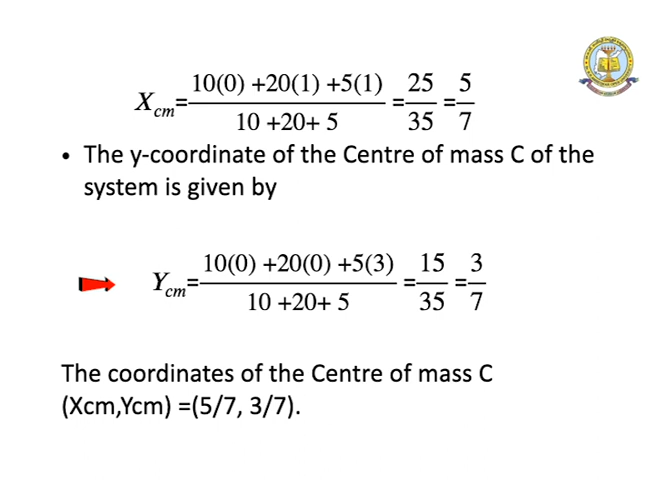 Xcm = 10(0) +20(1) +5(1) / 10 +20+ 5 = 25/35 = 5/7
• The y-coordinate of the Centre of mass C of the
system is given by
Ycm = 10(0) +20(0) +5(3) / 10 +20+ 5 = 15/35 = 3/7
The coordinates of the Centre of mass C
(Xcm,Ycm) =(5/7, 3/7).